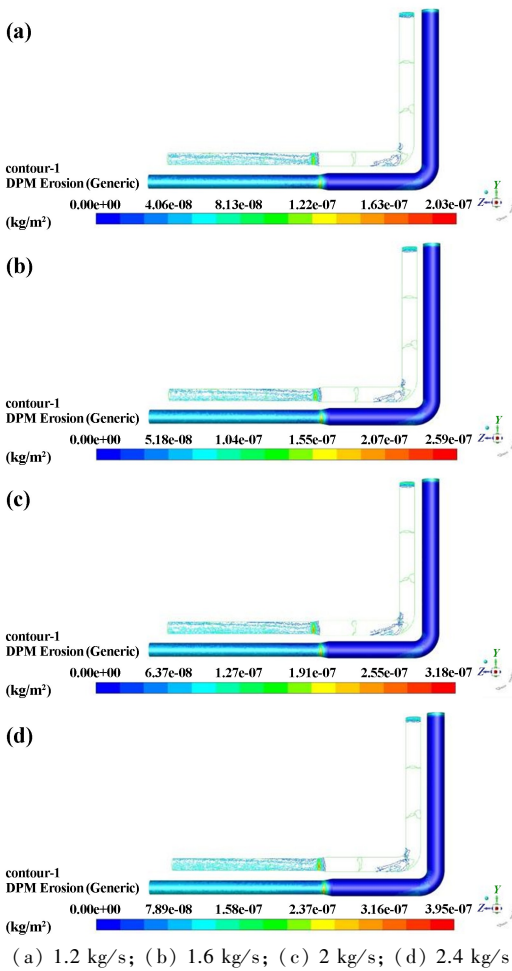 (a)
contour-1
DPM Erosion (Generic)
0.00e+00 4.06e-08 8.13e-08 1.22e-07 1.63e-07 2.03e-07
(kg/m²)
Y
Z
(b)
contour-1
DPM Erosion (Generic)
0.00e+00 5.18e-08 1.04e-07 1.55e-07 2.07e-07 2.59e-07
(kg/m²)
Y
Z
(c)
contour-1
DPM Erosion (Generic)
0.00e+00 6.37e-08 1.27e-07 1.91e-07 2.55e-07 3.18e-07
(kg/m²)
Y
Z
(d)
contour-1
DPM Erosion (Generic)
0.00e+00 7.89e-08 1.58e-07 2.37e-07 3.16e-07 3.95e-07
(kg/m²)
Y
Z
(a) 1.2 kg/s; (b) 1.6 kg/s; (c) 2 kg/s; (d) 2.4 kg/s